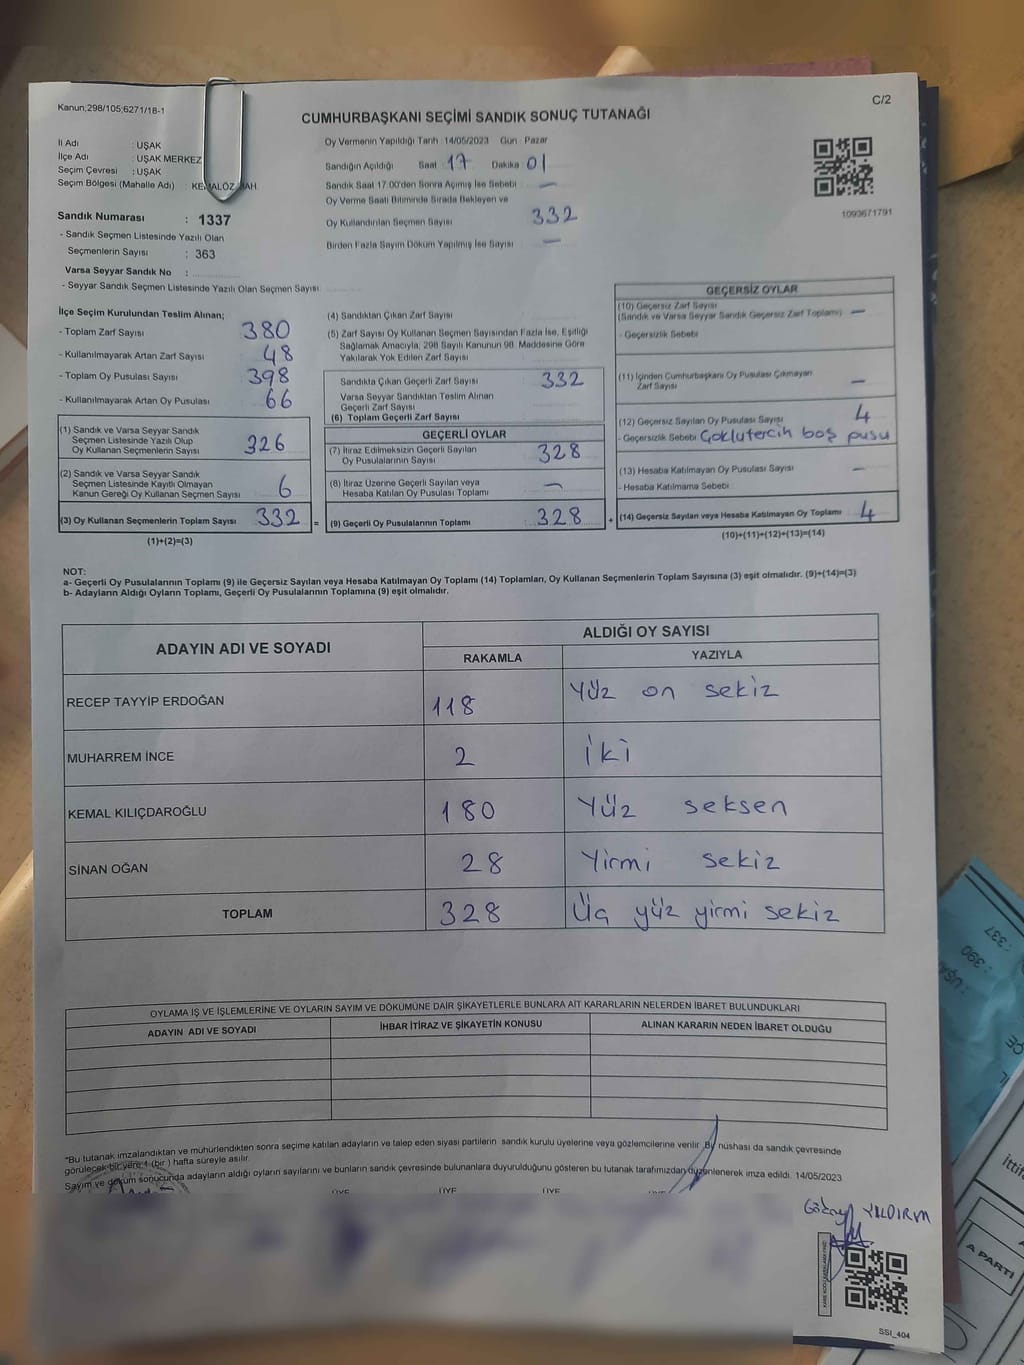 Kanun,298/105;6271/18-1
C/2
CUMHURBAŞKANI SEÇİMİ SANDIK SONUÇ TUTANAĞI
İl Adı : UŞAK
İlçe Adı : UŞAK MERKEZ
Seçim Çevresi : UŞAK
Seçim Bölgesi (Mahalle Adı) :
Sandık Numarası : 1337
- Sandık Seçmen Listesinde Yazılı Olan
Seçmenlerin Sayısı : 363
Varsa Seyyar Sandık No :
- Seyyar Sandık Seçmen Listesinde Yazılı Olan Seçmen Sayısı
Oy Vermenin Yapıldığı Tarih : 14/05/2023 Gün : Pazar
Sandığın Açıldığı Saat 17 Dakika 01
Sandık Saat 17:00'den Sonra Açımış İse Sebebi —
Oy Verme Saati Bitiminde Sırada Bekleyen ve
Oy Kullandırılan Seçmen Sayısı 332
Birden Fazla Sayım Döküm Yapılmış İse Sayısı —
1093671791
İlçe Seçim Kurulundan Teslim Alınan;
- Toplam Zarf Sayısı 380
- Kullanılmayarak Artan Zarf Sayısı 48
- Toplam Oy Pusulası Sayısı 398
- Kullanılmayarak Artan Oy Pusulası 66
(1) Sandık ve Varsa Seyyar Sandık
Seçmen Listesinde Yazılı Olup
Oy Kullanan Seçmenlerin Sayısı 326
(2) Sandık ve Varsa Seyyar Sandık
Seçmen Listesinde Kayıtlı Olmayan
Kanun Gereği Oy Kullanan Seçmen Sayısı 6
(3) Oy Kullanan Seçmenlerin Toplam Sayısı 332 =
(1)+(2)=(3)
(4) Sandıktan Çıkan Zarf Sayısı
(5) Zarf Sayısı Oy Kullanan Seçmen Sayısından Fazla İse, Eşitliği
Sağlamak Amacıyla; 298 Sayılı Kanunun 98. Maddesine Göre
Yakılarak Yok Edilen Zarf Sayısı
Sandıkta Çıkan Geçerli Zarf Sayısı 332
Varsa Seyyar Sandıktan Teslim Alınan
Geçerli Zarf Sayısı
(6) Toplam Geçerli Zarf Sayısı
GEÇERLİ OYLAR
(7) İtiraz Edilmeksizin Geçerli Sayılan
Oy Pusulalarının Sayısı 328
(8) İtiraz Üzerine Geçerli Sayılan veya
Hesaba Katılan Oy Pusulası Toplamı —
(9) Geçerli Oy Pusulalarının Toplamı 328 +
GEÇERSİZ OYLAR
(10) Geçersiz Zarf Sayısı
(Sandık ve Varsa Seyyar Sandık Geçersiz Zarf Toplamı) —
- Geçersizlik Sebebi
(11) İçinden Cumhurbaşkanı Oy Pusulası Çıkmayan
Zarf Sayısı —
(12) Geçersiz Sayılan Oy Pusulası Sayısı 4
- Geçersizlik Sebebi Çoklutercih boş pusu
(13) Hesaba Katılmayan Oy Pusulası Sayısı —
- Hesaba Katılmama Sebebi
(14) Geçersiz Sayılan veya Hesaba Katılmayan Oy Toplamı 4
(10)+(11)+(12)+(13)=(14)
NOT:
a- Geçerli Oy Pusulalarının Toplamı (9) ile Geçersiz Sayılan veya Hesaba Katılmayan Oy Toplamı (14) Toplamları, Oy Kullanan Seçmenlerin Toplam Sayısına (3) eşit olmalıdır. (9)+(14)=(3)
b- Adayların Aldığı Oyların Toplamı, Geçerli Oy Pusulalarının Toplamına (9) eşit olmalıdır.
ADAYIN ADI VE SOYADI ALDIĞI OY SAYISI
RAKAMLA YAZIYLA
RECEP TAYYİP ERDOĞAN 118 Yüz on sekiz
MUHARREM İNCE 2 iki
KEMAL KILIÇDAROĞLU 180 Yüz seksen
SİNAN OĞAN 28 Yirmi sekiz
TOPLAM 328 Üç yüz yirmi sekiz
OYLAMA İŞ VE İŞLEMLERİNE VE OYLARIN SAYIM VE DÖKÜMÜNE DAİR ŞİKAYETLERLE BUNLARA AİT KARARLARIN NELERDEN İBARET BULUNDUKLARI
ADAYIN ADI VE SOYADI İHBAR İTİRAZ VE ŞİKAYETİN KONUSU ALINAN KARARIN NEDEN İBARET OLDUĞU
"Bu tutanak imzalandıktan ve mühürlendikten sonra seçime katılan adayların ve talep eden siyasi partilerin sandık kurulu üyelerine veya gözlemcilerine verilir. Bu nüshası da sandık çevresinde
görülecek bir yere 1 (bir) hafta süreyle asılır.
Sayım ve döküm sonucunda adayların aldığı oyların sayılarını ve bunların sandık çevresinde bulunanlara duyurulduğunu gösteren bu tutanak tarafımızdan düzenlenerek imza edildi. 14/05/2023
ÜYE ÜYE ÜYE
YILDIRIM
SSI_404
: 337
: 390
A PARTİ